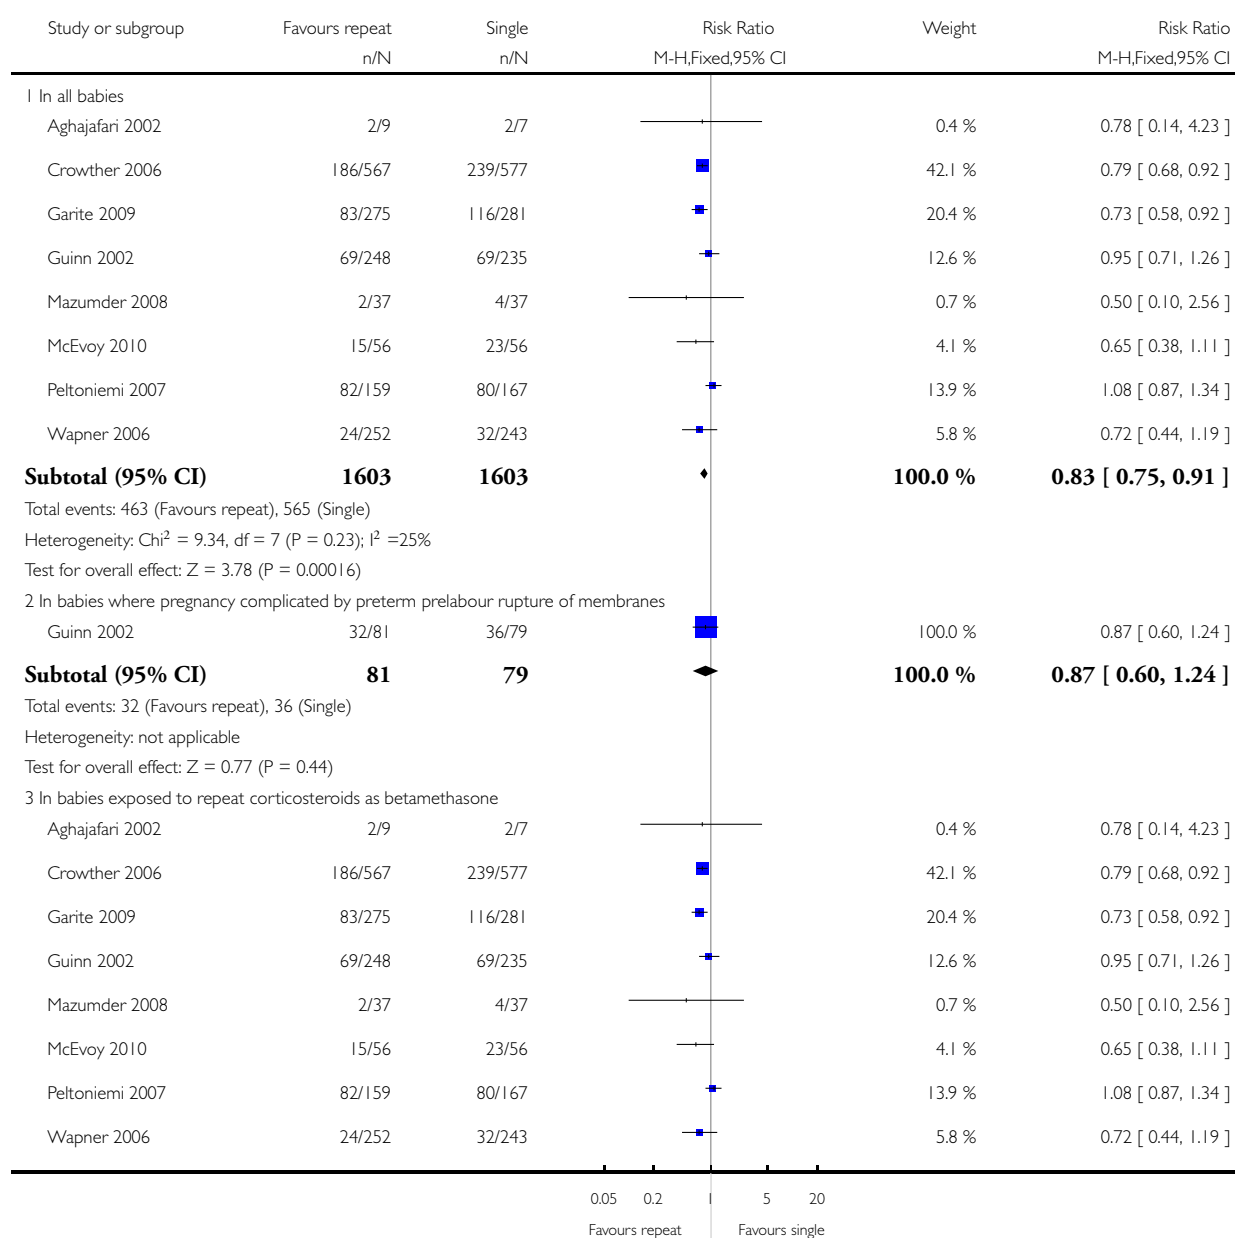 Study or subgroup Favours repeat Single Risk Ratio Weight Risk Ratio
n/N n/N M-H,Fixed,95% CI M-H,Fixed,95% CI
1 In all babies
Aghajafari 2002 2/9 2/7 0.4 % 0.78 [ 0.14, 4.23 ]
Crowther 2006 186/567 239/577 42.1 % 0.79 [ 0.68, 0.92 ]
Garite 2009 83/275 116/281 20.4 % 0.73 [ 0.58, 0.92 ]
Guinn 2002 69/248 69/235 12.6 % 0.95 [ 0.71, 1.26 ]
Mazumder 2008 2/37 4/37 0.7 % 0.50 [ 0.10, 2.56 ]
McEvoy 2010 15/56 23/56 4.1 % 0.65 [ 0.38, 1.11 ]
Peltoniemi 2007 82/159 80/167 13.9 % 1.08 [ 0.87, 1.34 ]
Wapner 2006 24/252 32/243 5.8 % 0.72 [ 0.44, 1.19 ]
Subtotal (95% CI) 1603 1603 100.0 % 0.83 [ 0.75, 0.91 ]
Total events: 463 (Favours repeat), 565 (Single)
Heterogeneity: Chi² = 9.34, df = 7 (P = 0.23); I² =25%
Test for overall effect: Z = 3.78 (P = 0.00016)
2 In babies where pregnancy complicated by preterm prelabour rupture of membranes
Guinn 2002 32/81 36/79 100.0 % 0.87 [ 0.60, 1.24 ]
Subtotal (95% CI) 81 79 100.0 % 0.87 [ 0.60, 1.24 ]
Total events: 32 (Favours repeat), 36 (Single)
Heterogeneity: not applicable
Test for overall effect: Z = 0.77 (P = 0.44)
3 In babies exposed to repeat corticosteroids as betamethasone
Aghajafari 2002 2/9 2/7 0.4 % 0.78 [ 0.14, 4.23 ]
Crowther 2006 186/567 239/577 42.1 % 0.79 [ 0.68, 0.92 ]
Garite 2009 83/275 116/281 20.4 % 0.73 [ 0.58, 0.92 ]
Guinn 2002 69/248 69/235 12.6 % 0.95 [ 0.71, 1.26 ]
Mazumder 2008 2/37 4/37 0.7 % 0.50 [ 0.10, 2.56 ]
McEvoy 2010 15/56 23/56 4.1 % 0.65 [ 0.38, 1.11 ]
Peltoniemi 2007 82/159 80/167 13.9 % 1.08 [ 0.87, 1.34 ]
Wapner 2006 24/252 32/243 5.8 % 0.72 [ 0.44, 1.19 ]
0.05 0.2 1 5 20
Favours repeat Favours single